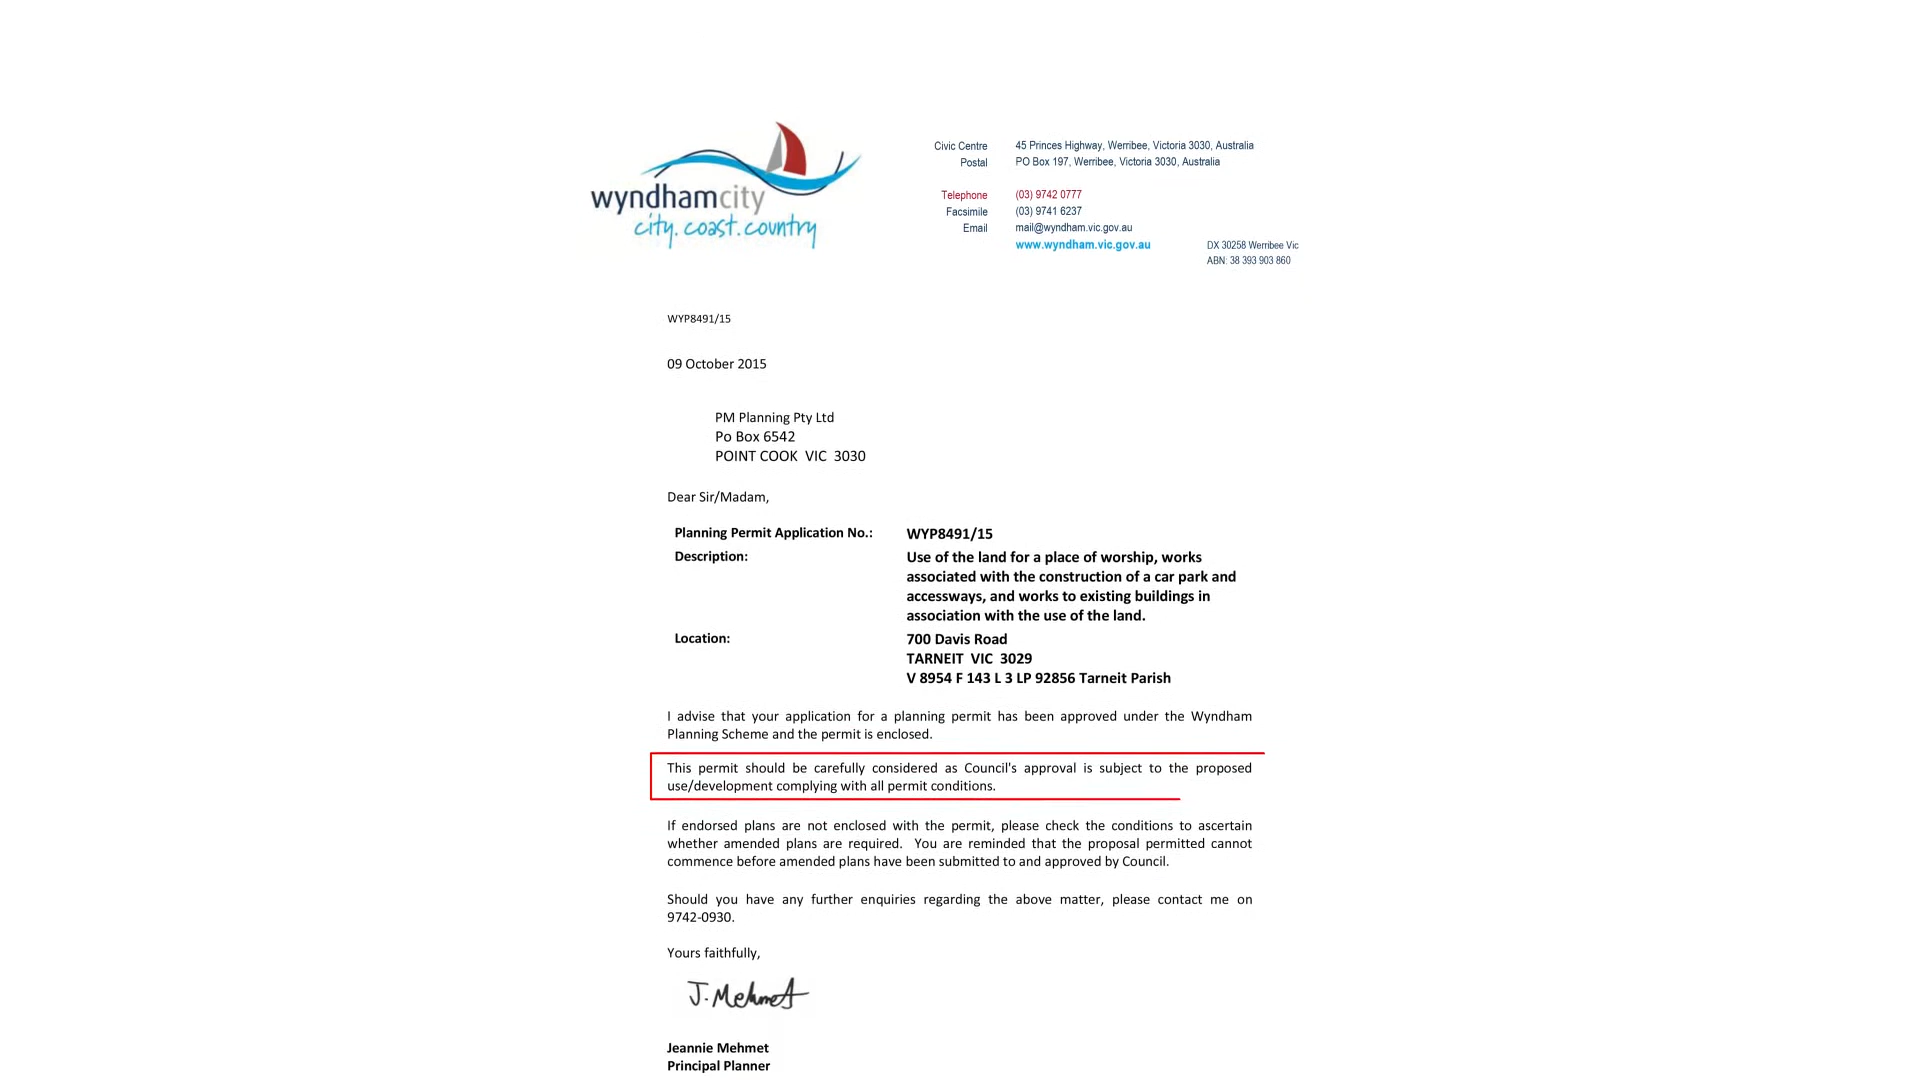 wyndhamcity
city.coast.country
Civic Centre 45 Princes Highway, Werribee, Victoria 3030, Australia
Postal PO Box 197, Werribee, Victoria 3030, Australia
Telephone (03) 9742 0777
Facsimile (03) 9741 6237
Email mail@wyndham.vic.gov.au
www.wyndham.vic.gov.au DX 30258 Werribee Vic
ABN: 38 393 903 860
WYP8491/15
09 October 2015
PM Planning Pty Ltd
Po Box 6542
POINT COOK VIC 3030
Dear Sir/Madam,
Planning Permit Application No.: WYP8491/15
Description: Use of the land for a place of worship, works
associated with the construction of a car park and
accessways, and works to existing buildings in
association with the use of the land.
Location: 700 Davis Road
TARNEIT VIC 3029
V 8954 F 143 L 3 LP 92856 Tarneit Parish
I advise that your application for a planning permit has been approved under the Wyndham
Planning Scheme and the permit is enclosed.
This permit should be carefully considered as Council's approval is subject to the proposed
use/development complying with all permit conditions.
If endorsed plans are not enclosed with the permit, please check the conditions to ascertain
whether amended plans are required. You are reminded that the proposal permitted cannot
commence before amended plans have been submitted to and approved by Council.
Should you have any further enquiries regarding the above matter, please contact me on
9742-0930.
Yours faithfully,
J. Mehmet
Jeannie Mehmet
Principal Planner